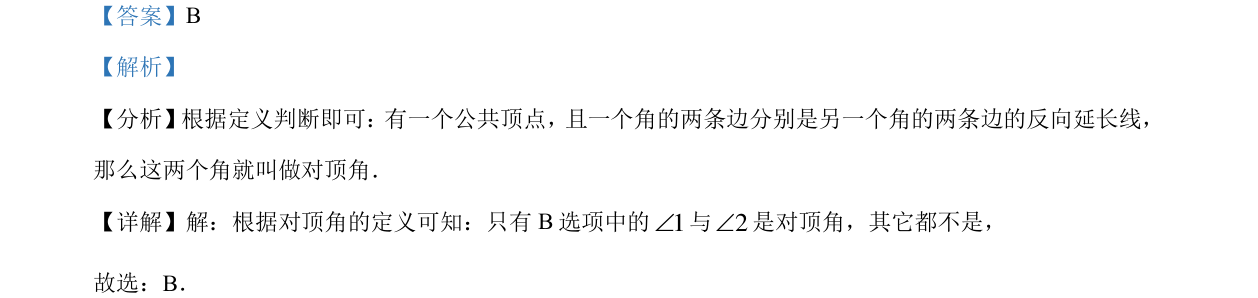 【答案】B
【解析】
【分析】根据定义判断即可：有一个公共顶点，且一个角的两条边分别是另一个角的两条边的反向延长线，
那么这两个角就叫做对顶角．
【详解】解：根据对顶角的定义可知：只有 B 选项中的∠1与∠2是对顶角，其它都不是，
故选：B．